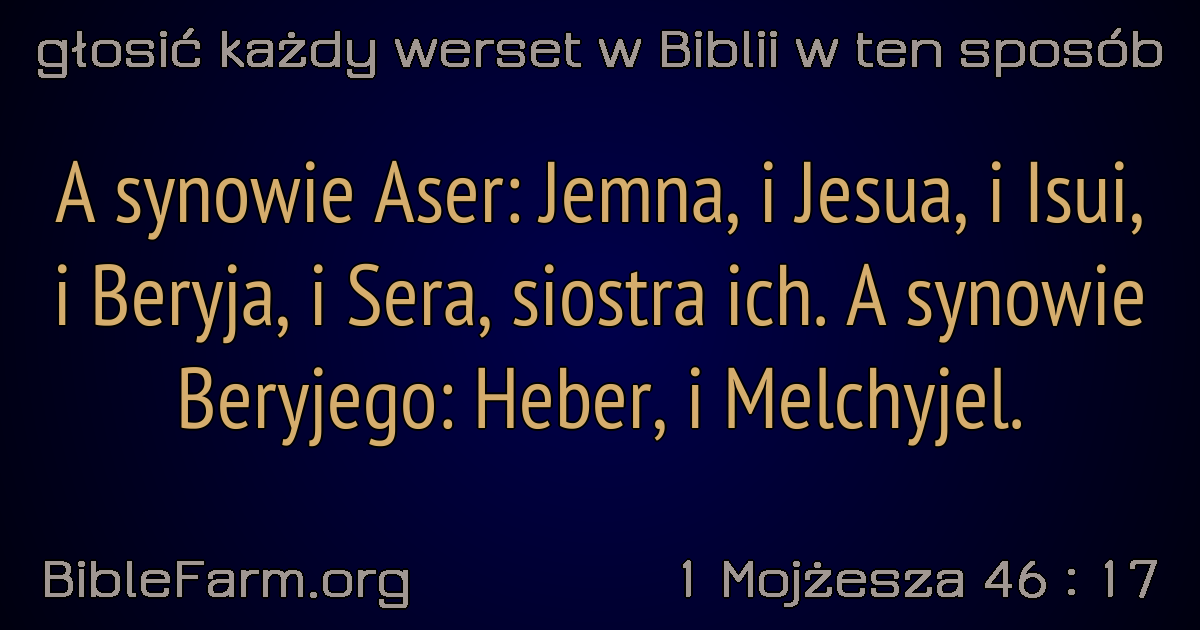 głosić każdy werset w Biblii w ten sposób
A synowie Aser: Jemna, i Jesua, i Isui,
i Beryja, i Sera, siostra ich. A synowie
Beryjego: Heber, i Melchyjel.
BibleFarm.org
1 Mojżesza 46 : 17